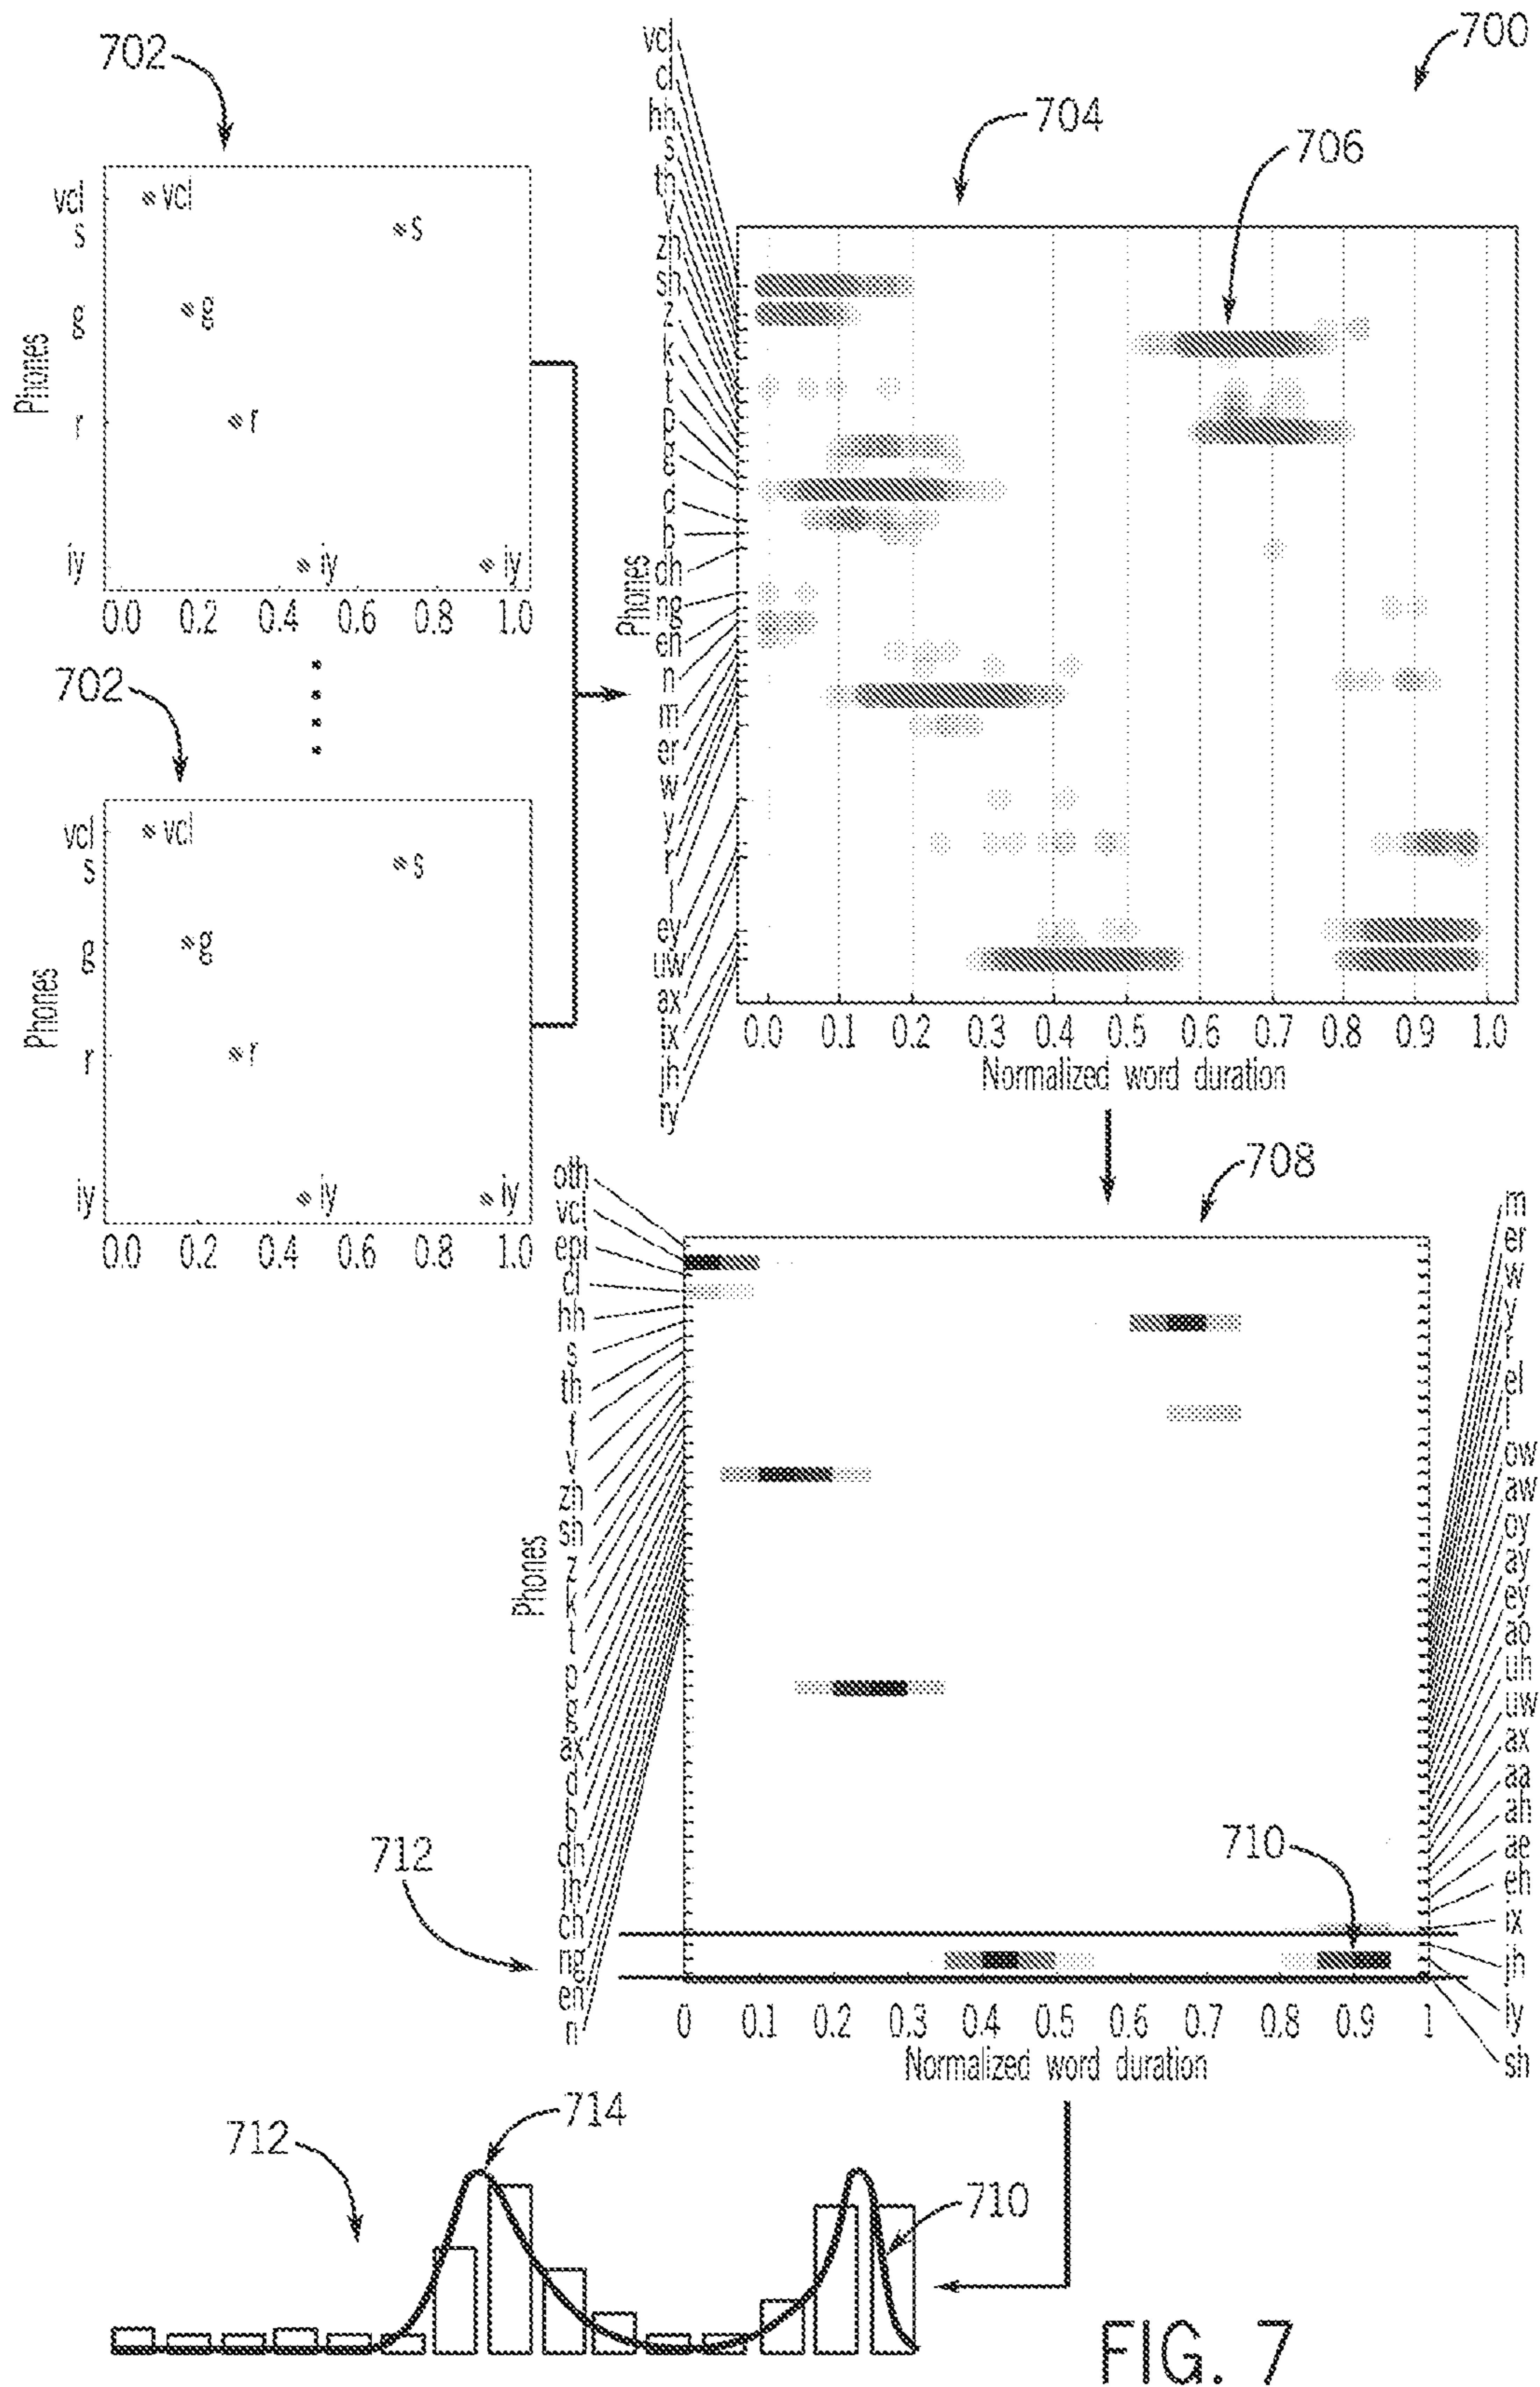 700
702
vcl
s
g
r
iy
Phones
vcl
s
g
r
iy
iy
0.0 0.2 0.4 0.6 0.8 1.0
702
vcl
s
g
r
iy
Phones
vcl
s
g
r
iy
iy
0.0 0.2 0.4 0.6 0.8 1.0
704
706
vcl
cl
hh
s
th
v
zh
sh
z
k
t
p
g
d
b
dh
ng
en
n
m
er
w
y
r
l
ey
uw
ax
ix
jh
Phones
0.0 0.1 0.2 0.3 0.4 0.5 0.6 0.7 0.8 0.9 1.0
Normalized word duration
708
oth
vcl
epi
cl
hh
s
th
f
v
zh
sh
z
k
t
p
g
ax
d
b
dh
jh
ch
ng
en
n
Phones
m
er
w
y
r
el
l
ow
aw
oy
ay
ey
ao
uh
uw
ax
aa
ah
ae
eh
ix
jh
iy
sh
710
712
0 0.1 0.2 0.3 0.4 0.5 0.6 0.7 0.8 0.9 1
Normalized word duration
712
714
710
FIG. 7